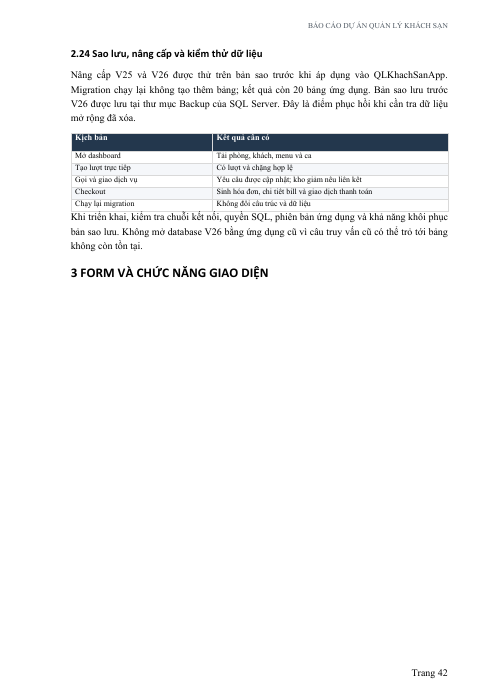 BÁO CÁO DỰ ÁN QUẢN LÝ KHÁCH SẠN
2.24 Sao lưu, nâng cấp và kiểm thử dữ liệu
Nâng cấp V25 và V26 được thử trên bản sao trước khi áp dụng vào QLKhachSanApp.
Migration chạy lại không tạo thêm bảng; kết quả còn 20 bảng ứng dụng. Bản sao lưu trước
V26 được lưu tại thư mục Backup của SQL Server. Đây là điểm phục hồi khi cần tra dữ liệu
mở rộng đã xóa.
Kịch bản Kết quả cần có
Mở dashboard Tải phòng, khách, menu và ca
Tạo lượt trực tiếp Có lượt và chặng hợp lệ
Gọi và giao dịch vụ Yêu cầu được cập nhật; kho giảm nếu liên kết
Checkout Sinh hóa đơn, chi tiết bill và giao dịch thanh toán
Chạy lại migration Không đổi cấu trúc và dữ liệu
Khi triển khai, kiểm tra chuỗi kết nối, quyền SQL, phiên bản ứng dụng và khả năng khôi phục
bản sao lưu. Không mở database V26 bằng ứng dụng cũ vì câu truy vấn cũ có thể trỏ tới bảng
không còn tồn tại.
3 FORM VÀ CHỨC NĂNG GIAO DIỆN
Trang 42